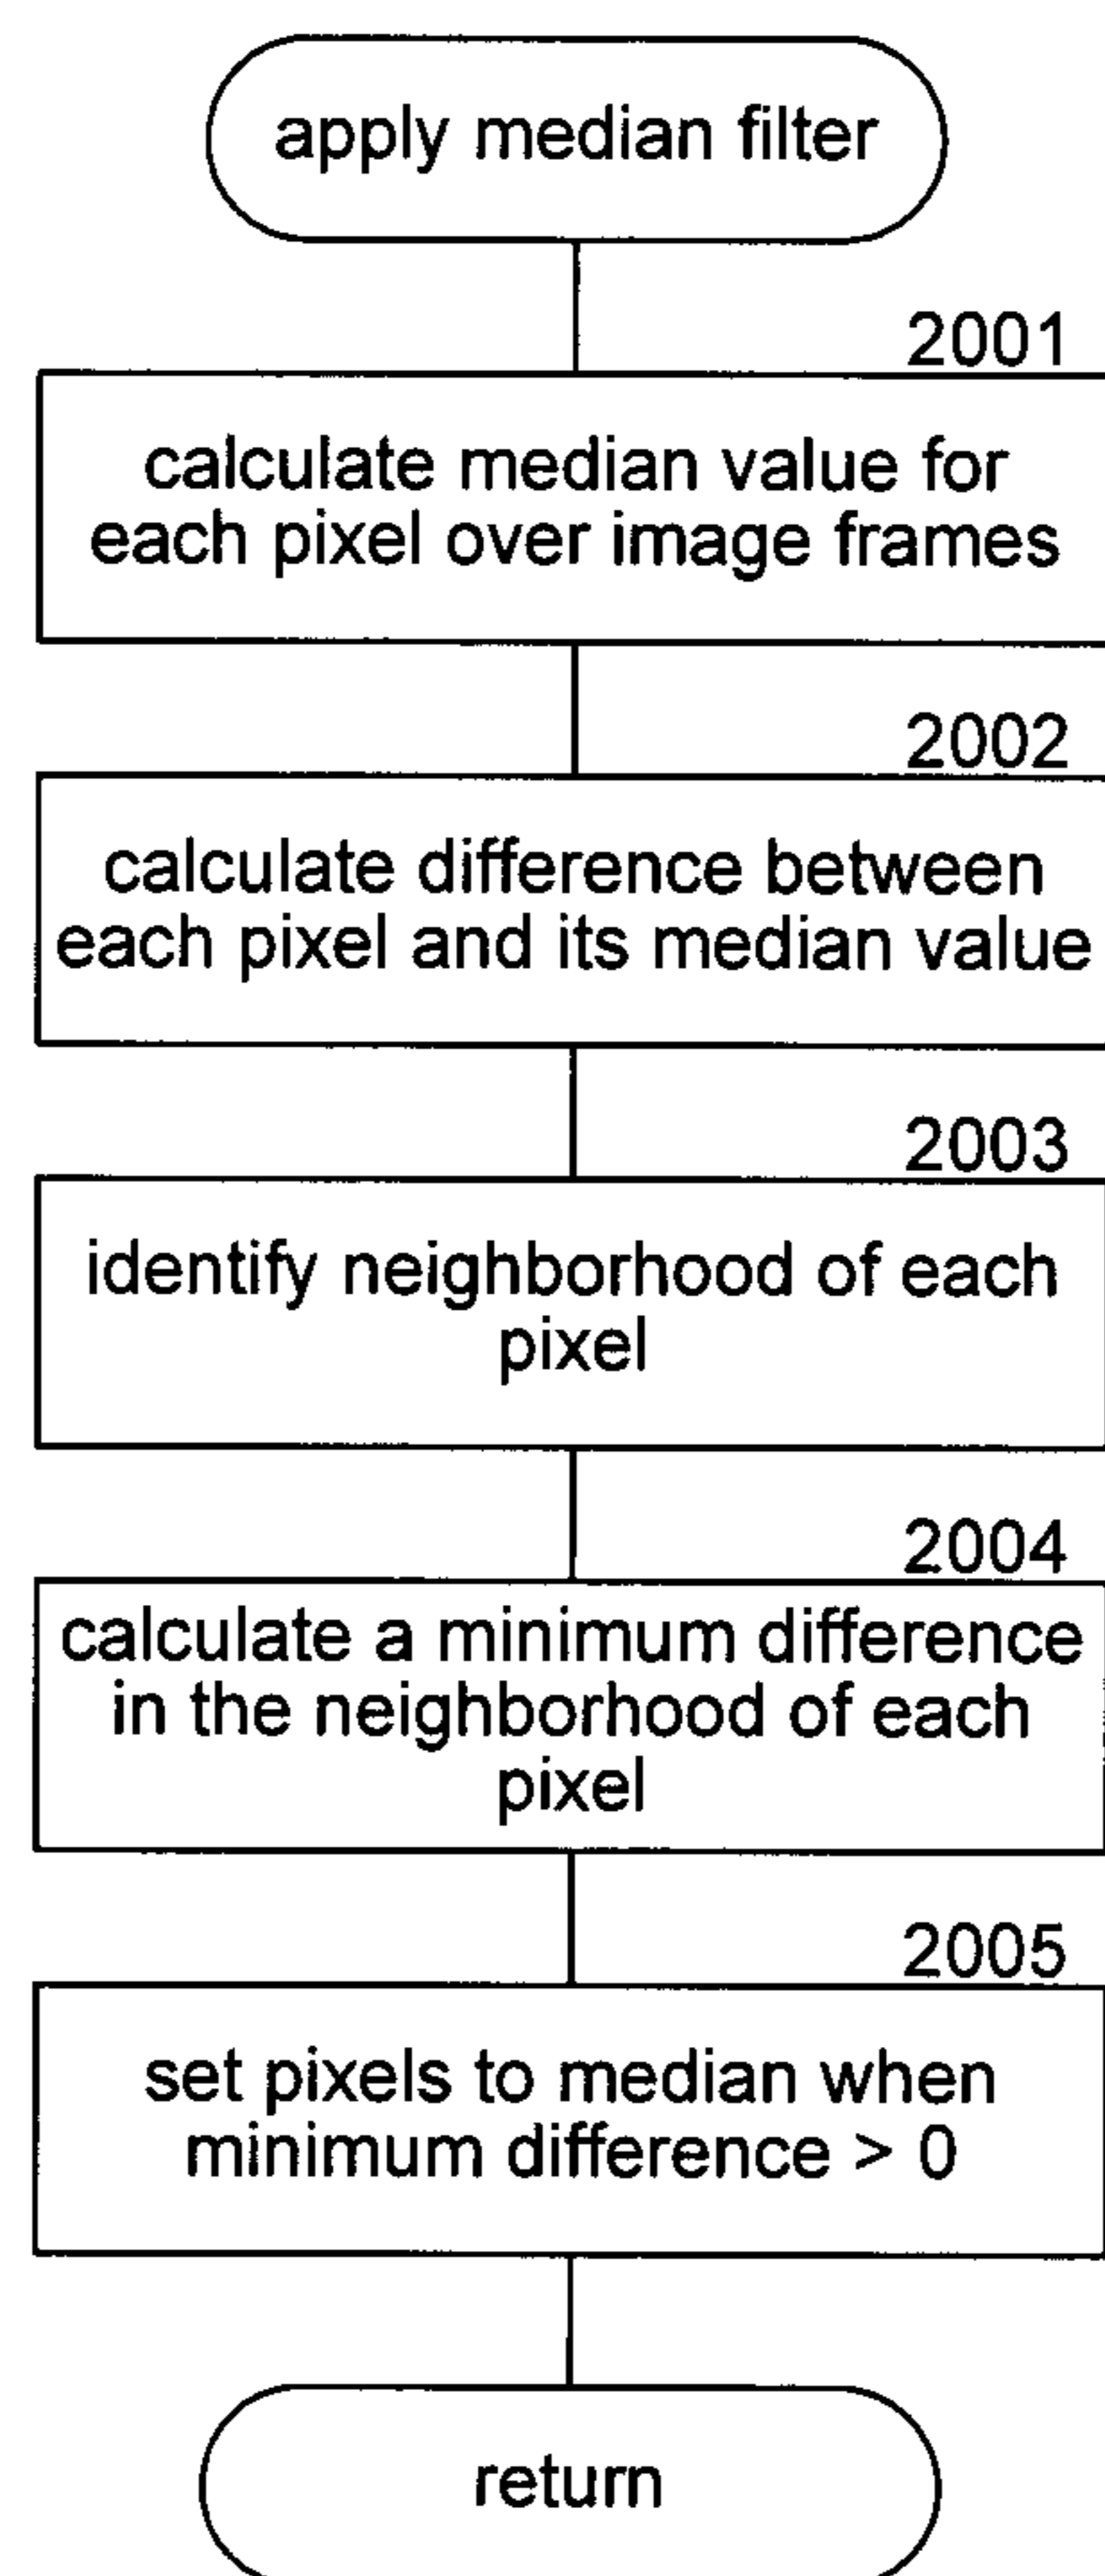 apply median filter
2001
calculate median value for
each pixel over image frames
2002
calculate difference between
each pixel and its median value
2003
identify neighborhood of each
pixel
2004
calculate a minimum difference
in the neighborhood of each
pixel
2005
set pixels to median when
minimum difference > 0
return